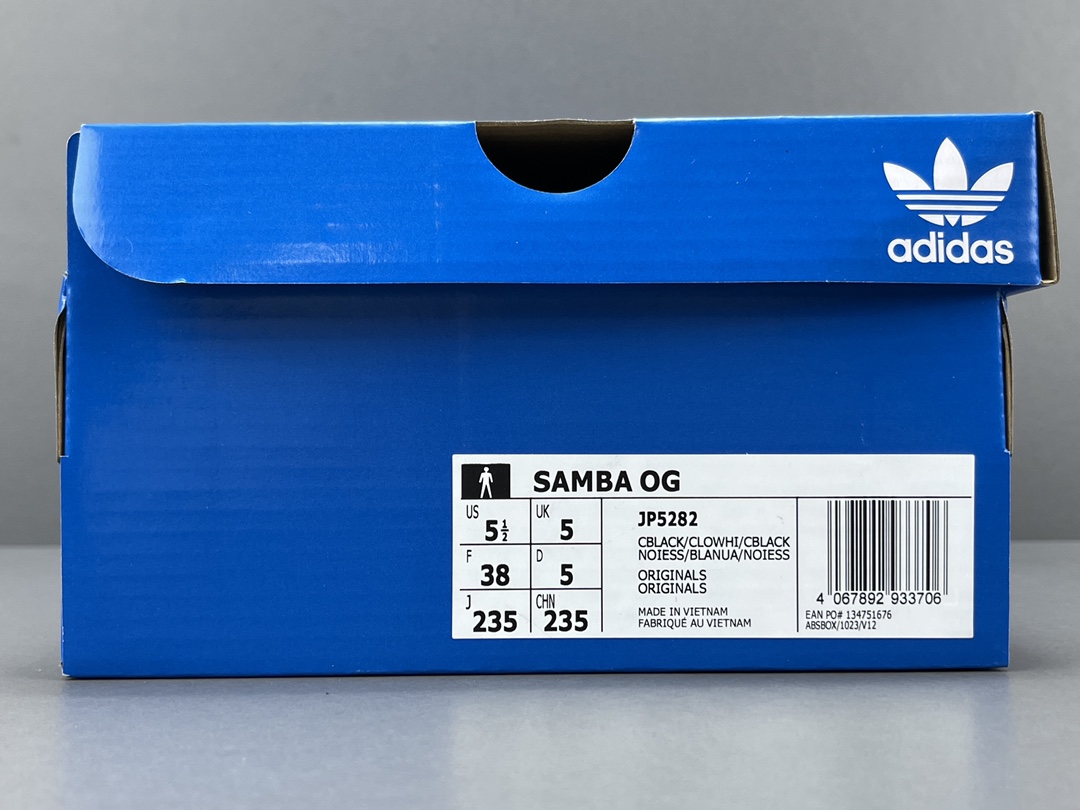 adidas
SAMBA OG
US 5½ UK 5
F 38 D 5
J 235 CHN 235
JP5282
CBLACK/CLOWHI/CBLACK
NOIESS/BLANUA/NOIESS
ORIGINALS
ORIGINALS
MADE IN VIETNAM
FABRIQUÉ AU VIETNAM
4 067892 933706
EAN PO# 134751676
ABSBOX/1023/V12